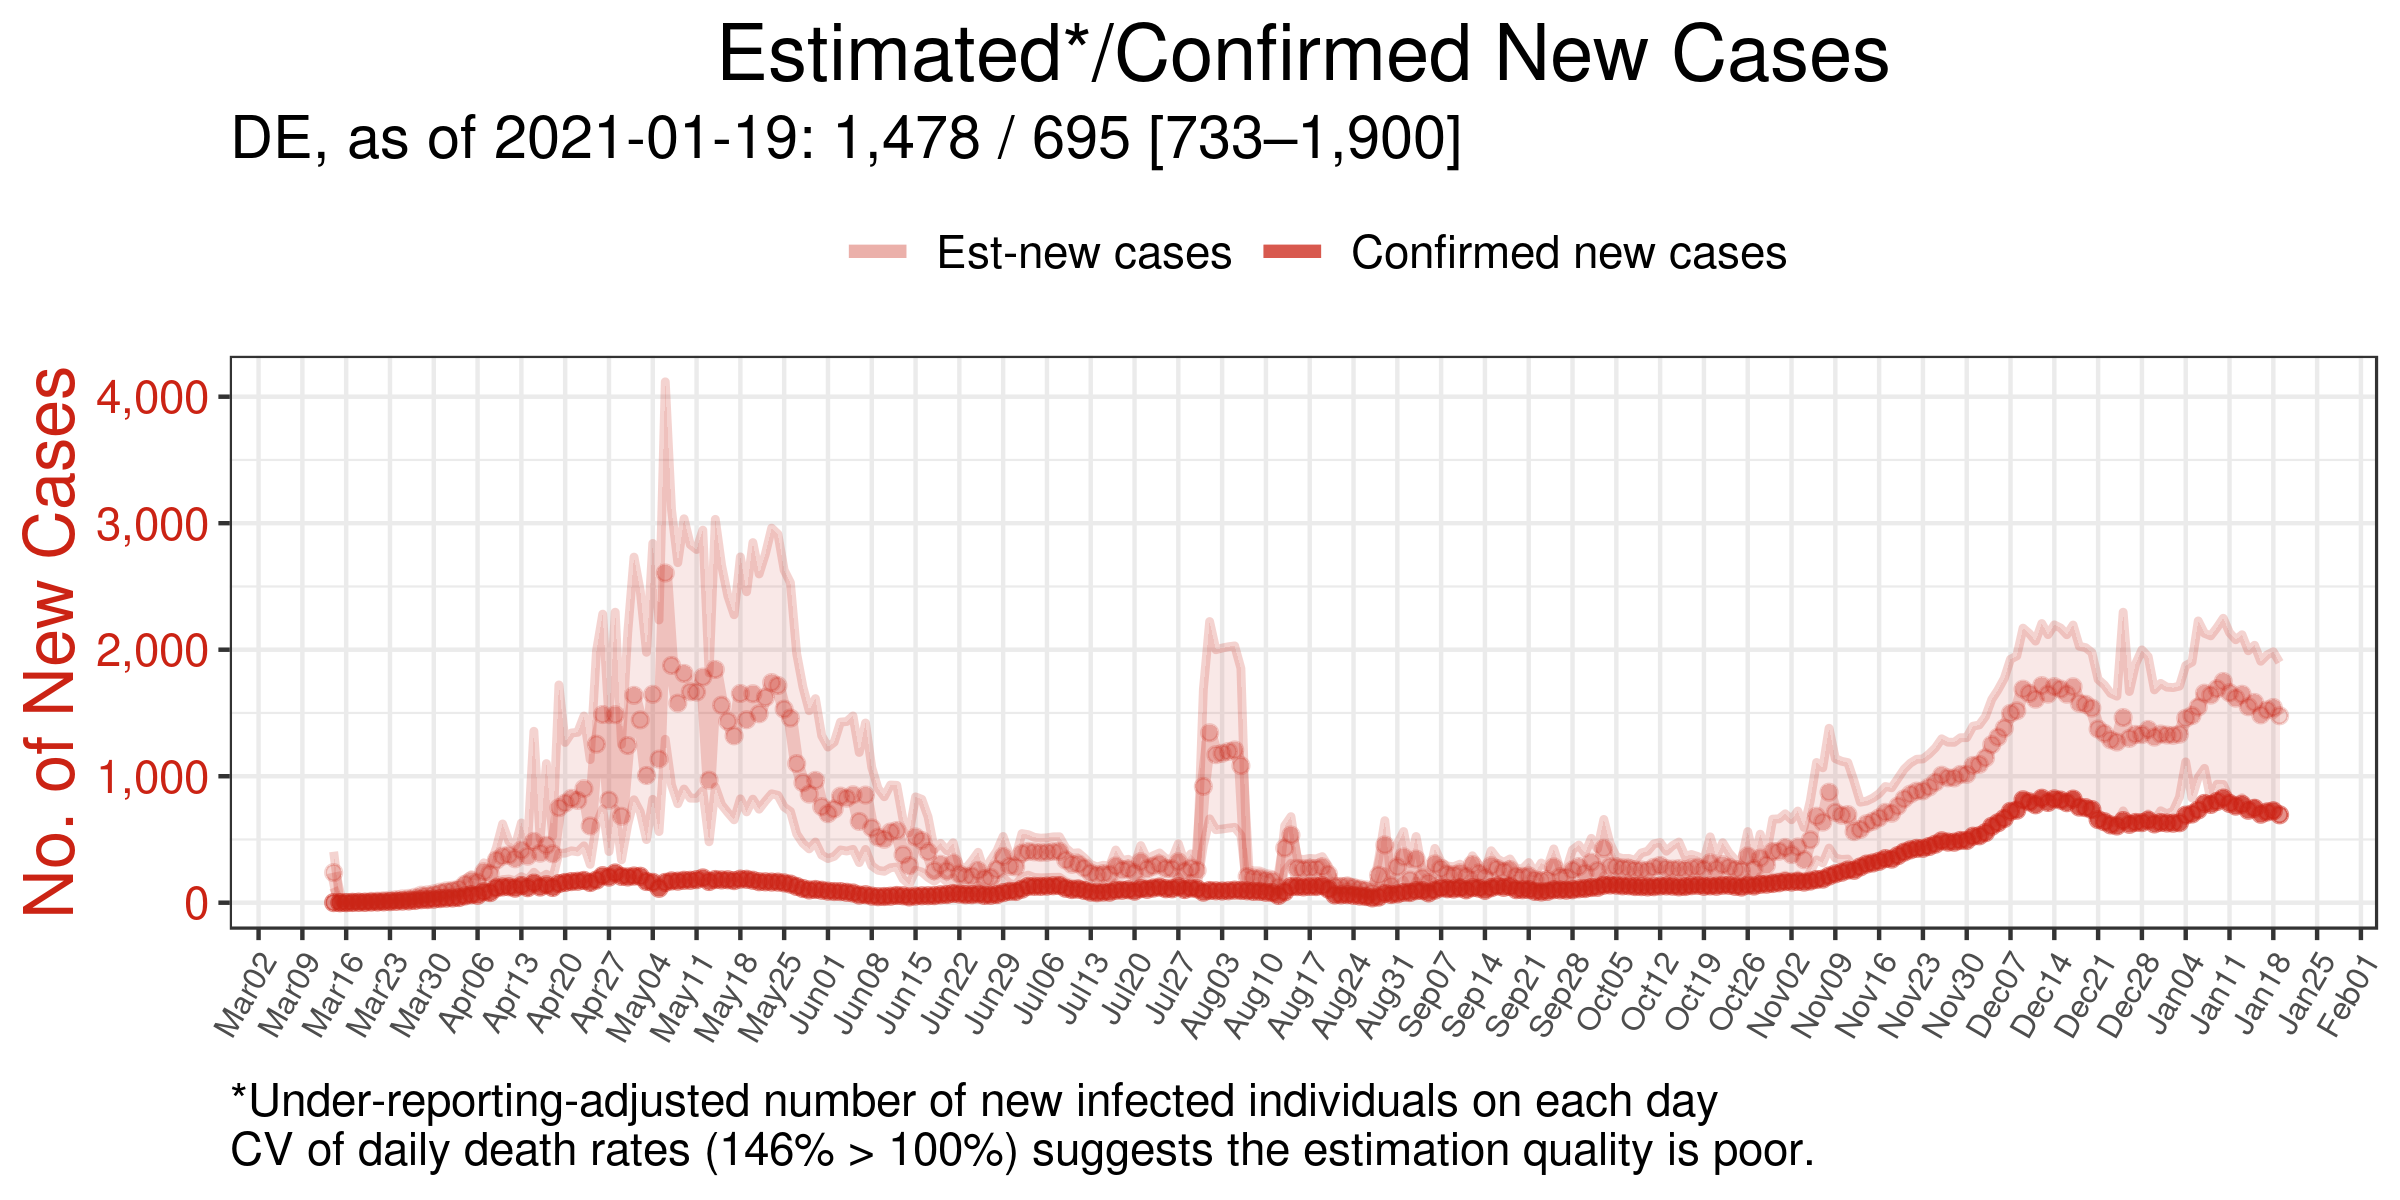 Estimated*/Confirmed New Cases
DE, as of 2021-01-19: 1,478 / 695 [733–1,900]
Est-new cases Confirmed new cases
No. of New Cases
4,000
3,000
2,000
1,000
0
Mar02 Mar09 Mar16 Mar23 Mar30 Apr06 Apr13 Apr20 Apr27 May04 May11 May18 May25 Jun01 Jun08 Jun15 Jun22 Jun29 Jul06 Jul13 Jul20 Jul27 Aug03 Aug10 Aug17 Aug24 Aug31 Sep07 Sep14 Sep21 Sep28 Oct05 Oct12 Oct19 Oct26 Nov02 Nov09 Nov16 Nov23 Nov30 Dec07 Dec14 Dec21 Dec28 Jan04 Jan11 Jan18 Jan25 Feb01
*Under-reporting-adjusted number of new infected individuals on each day
CV of daily death rates (146% > 100%) suggests the estimation quality is poor.